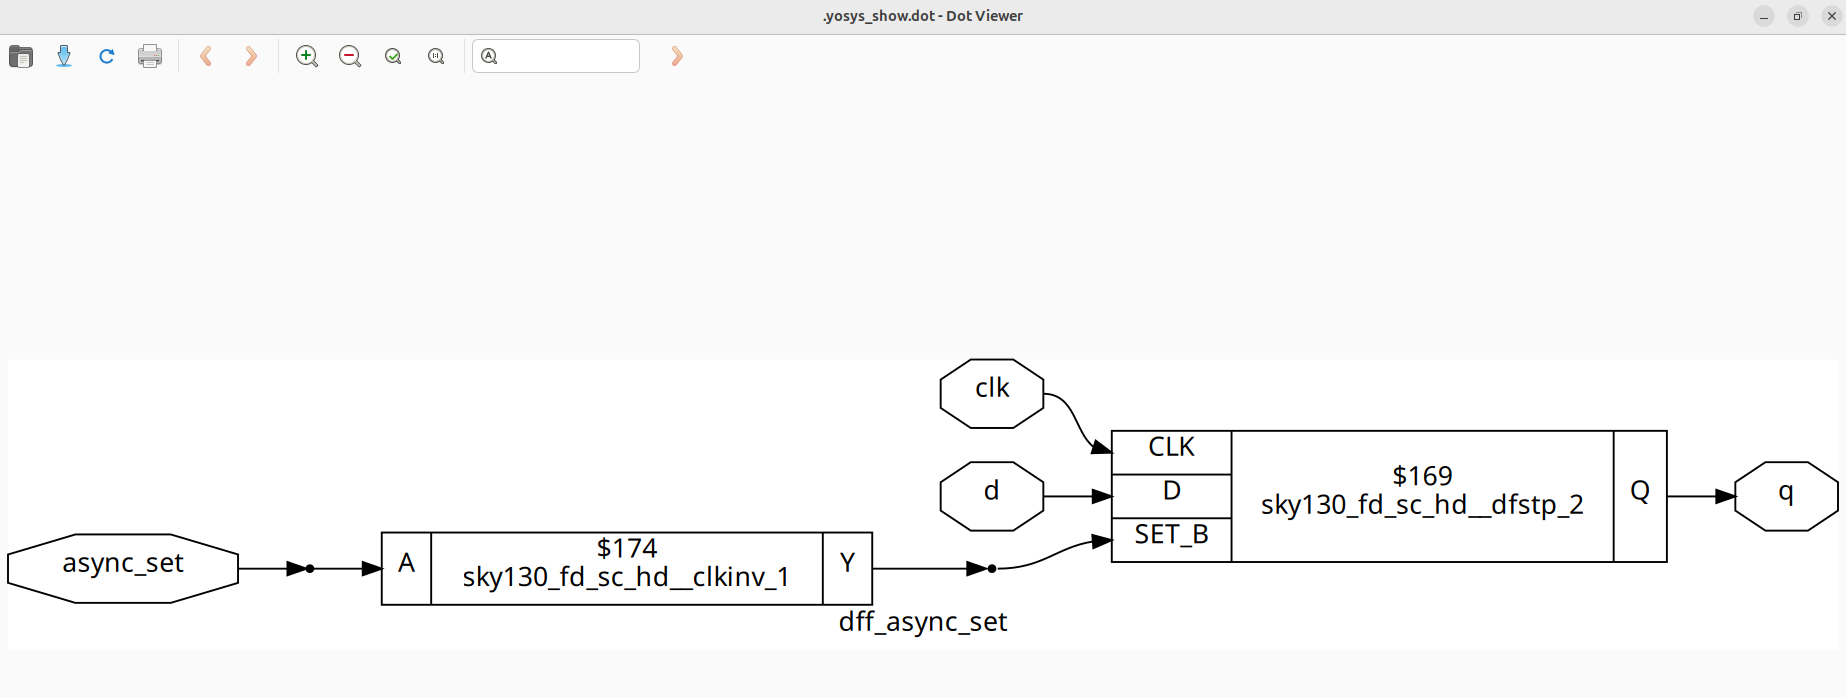 .yosys_show.dot - Dot Viewer
clk
CLK
$169
d
D
sky130_fd_sc_hd__dfstp_2
Q
q
SET_B
async_set
A
$174
sky130_fd_sc_hd__clkinv_1
Y
dff_async_set